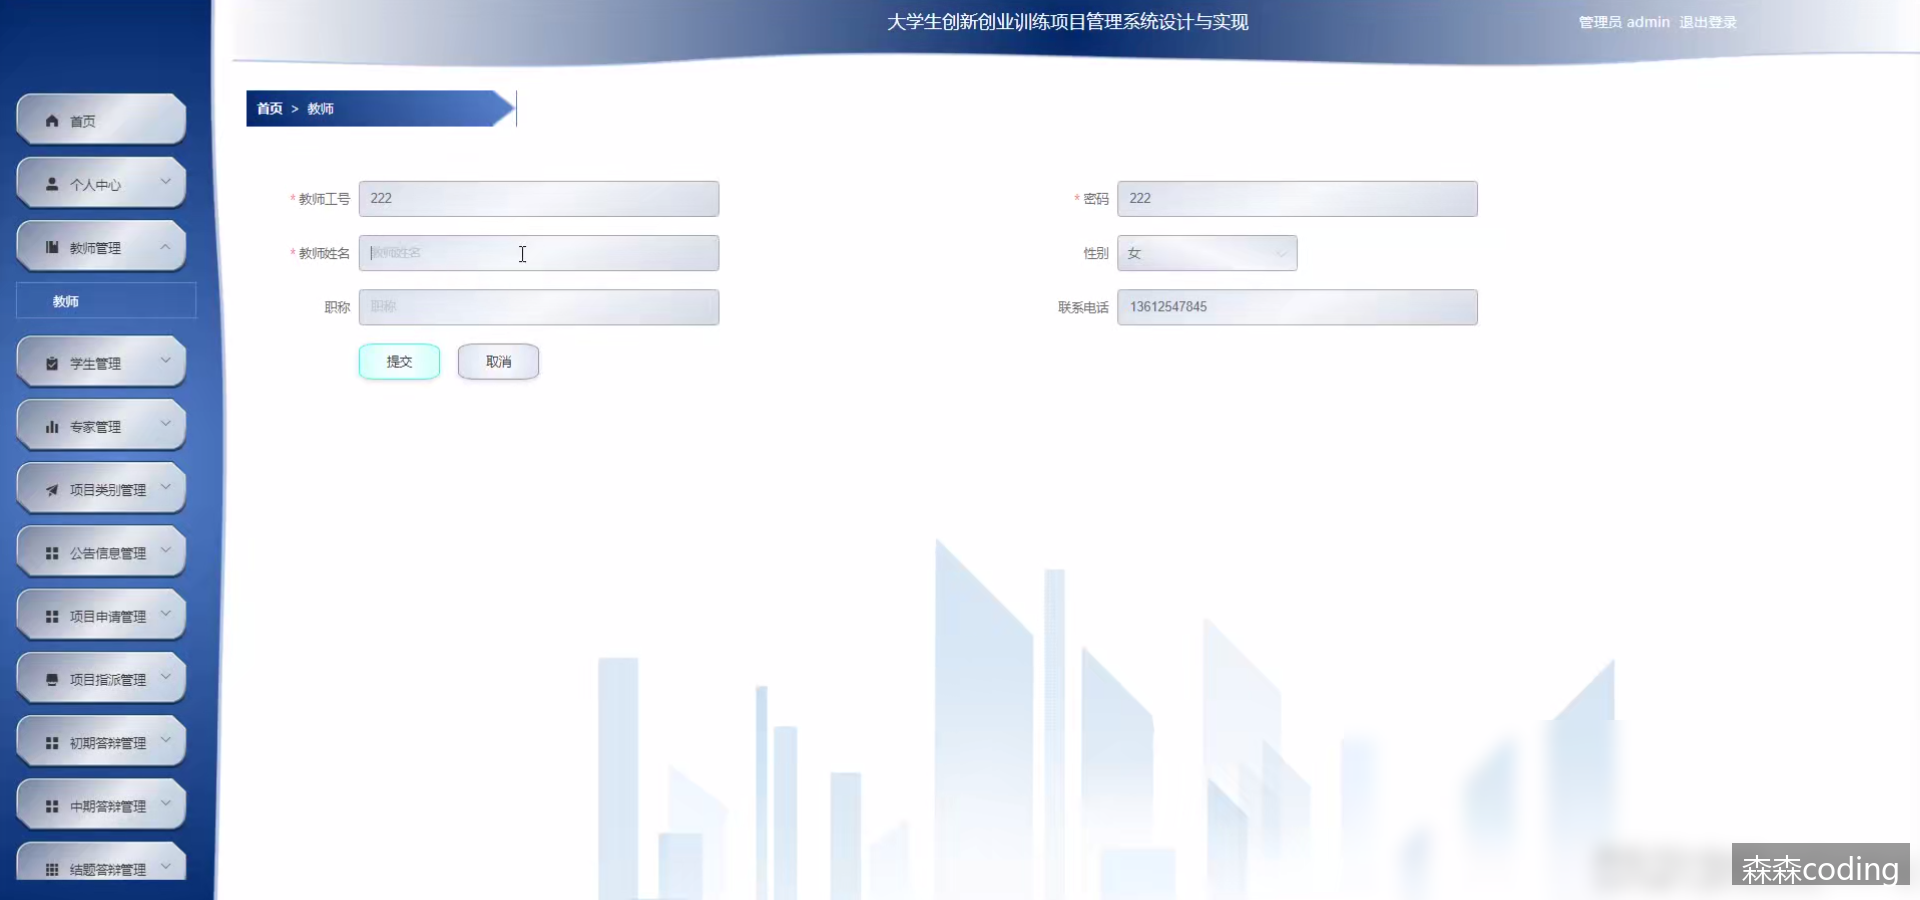 大学生创新创业训练项目管理系统设计与实现
管理员 admin 退出登录
首页
个人中心
教师管理
教师
学生管理
专家管理
项目类别管理
公告信息管理
项目申请管理
项目指派管理
初期答辩管理
中期答辩管理
结题答辩管理
首页 > 教师
* 教师工号 222
* 密码 222
* 教师姓名 教师姓名
性别 女
职称 职称
联系电话 13612547845
提交 取消
森森coding